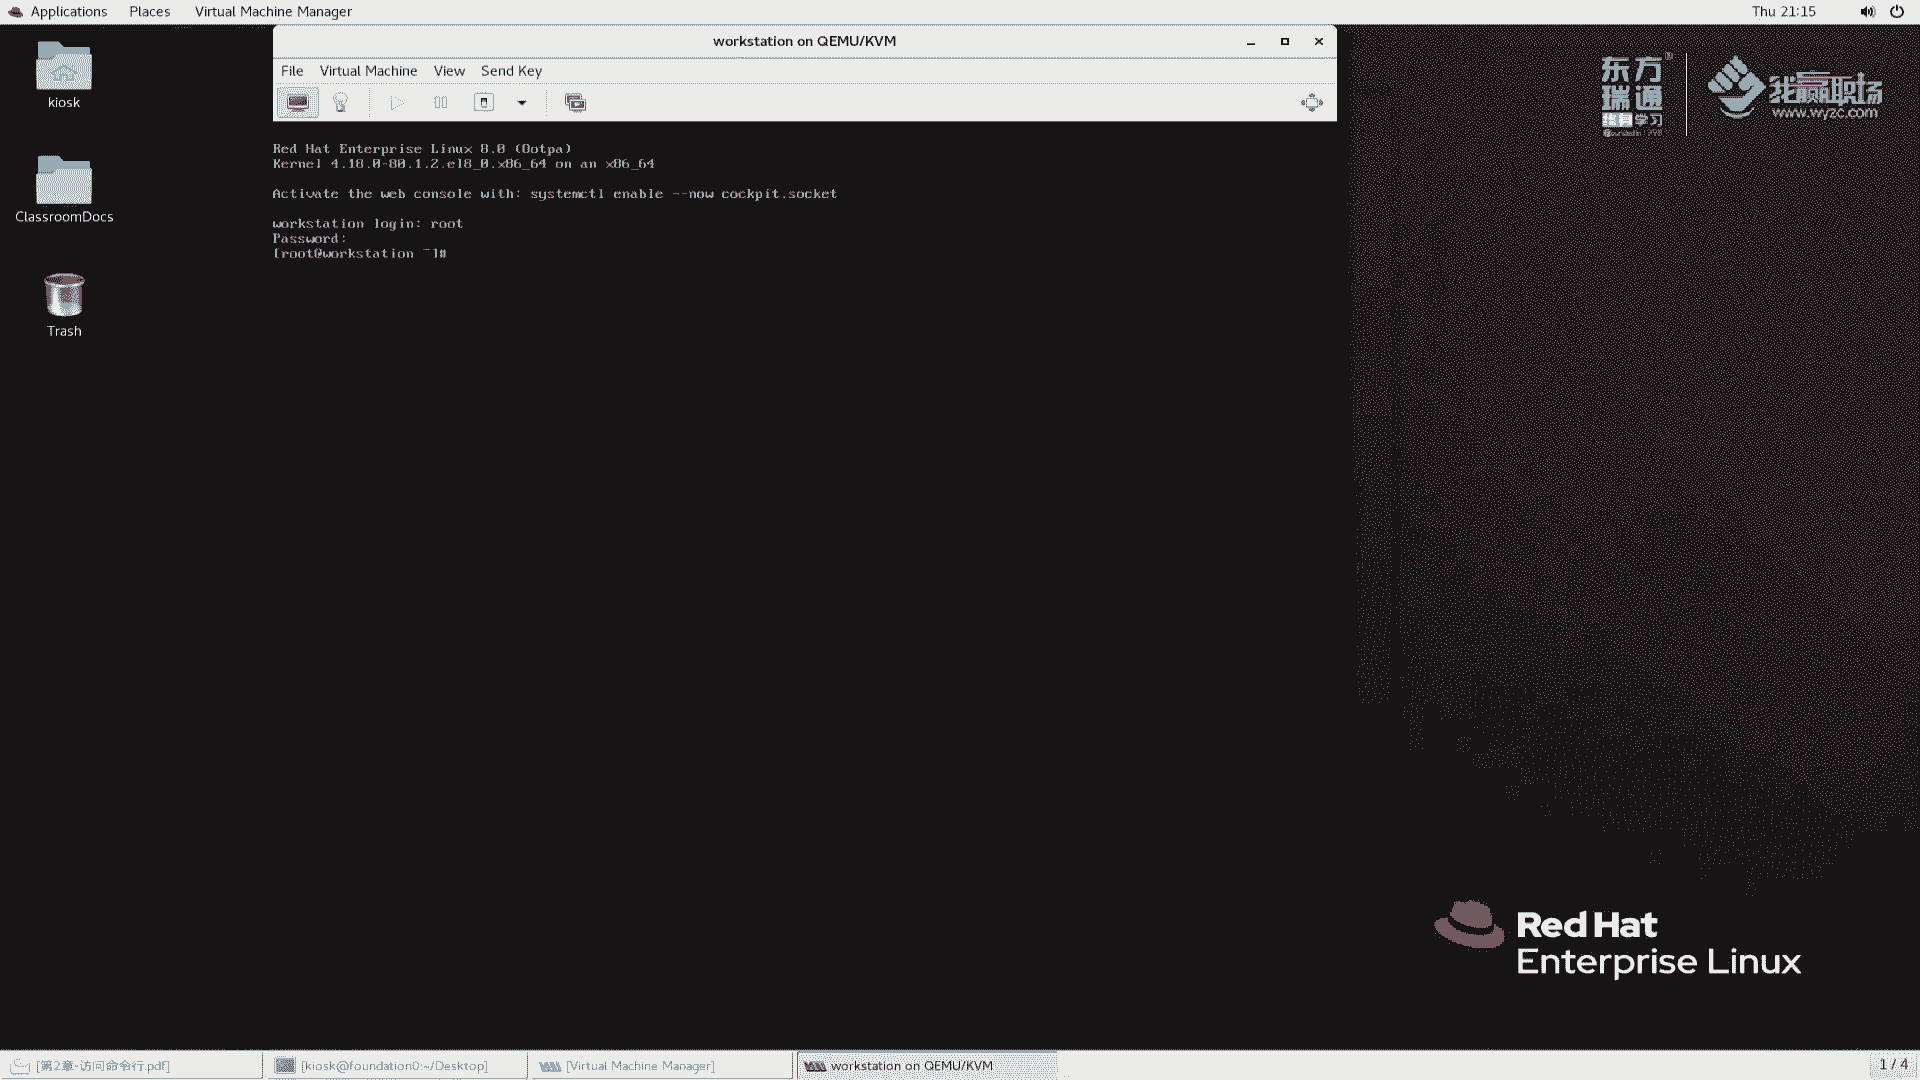 Applications Places Virtual Machine Manager Thu 21:15
kiosk
ClassroomDocs
Trash
workstation on QEMU/KVM
File Virtual Machine View Send Key
Red Hat Enterprise Linux 8.0 (Ootpa)
Kernel 4.18.0-80.1.2.el8_0.x86_64 on an x86_64
Activate the web console with: systemctl enable --now cockpit.socket
workstation login: root
Password:
[root@workstation ~]#
东方
瑞通
终身学习
我赢职场
www.wyzc.com
Red Hat
Enterprise Linux
[第2章-访问命令行.pdf] [kiosk@foundation0:~/Desktop] [Virtual Machine Manager] workstation on QEMU/KVM 1 / 4